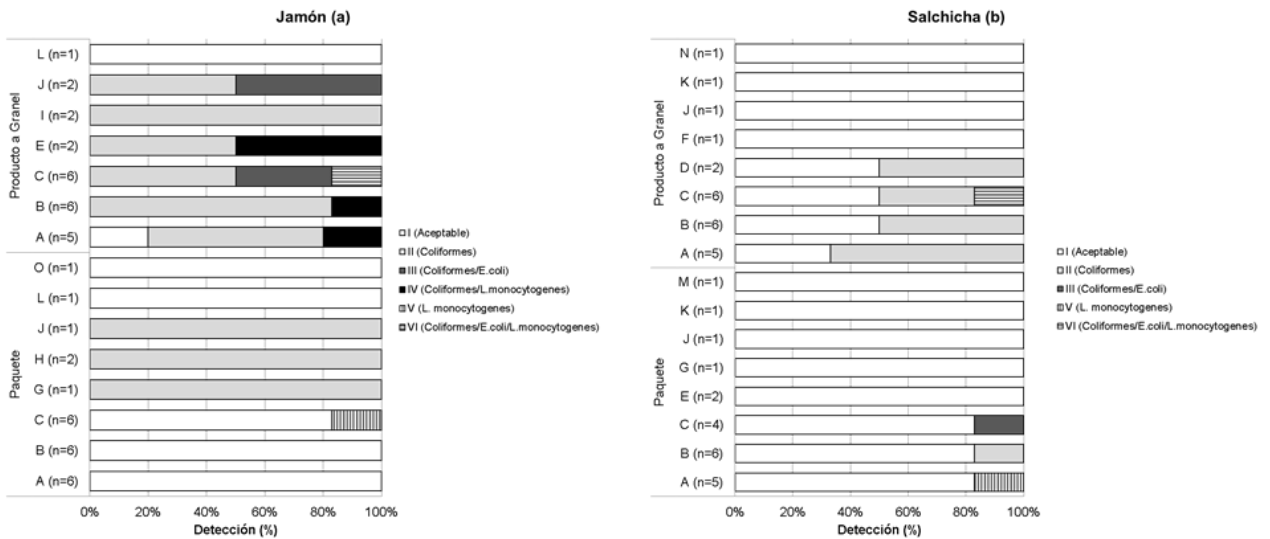 Jamón (a)
Producto a Granel
L (n=1)
J (n=2)
I (n=2)
E (n=2)
C (n=6)
B (n=6)
A (n=5)
Paquete
O (n=1)
L (n=1)
J (n=1)
H (n=2)
G (n=1)
C (n=6)
B (n=6)
A (n=6)
0% 20% 40% 60% 80% 100%
Detección (%)
I (Aceptable)
II (Coliformes)
III (Coliformes/E.coli)
IV (Coliformes/L.monocytogenes)
V (L. monocytogenes)
VI (Coliformes/E.coli/L.monocytogenes)
Salchicha (b)
Producto a Granel
N (n=1)
K (n=1)
J (n=1)
F (n=1)
D (n=2)
C (n=6)
B (n=6)
A (n=5)
Paquete
M (n=1)
K (n=1)
J (n=1)
G (n=1)
E (n=2)
C (n=4)
B (n=6)
A (n=5)
0% 20% 40% 60% 80% 100%
Detección (%)
I (Aceptable)
II (Coliformes)
III (Coliformes/E.coli)
V (L. monocytogenes)
VI (Coliformes/E.coli/L.monocytogenes)